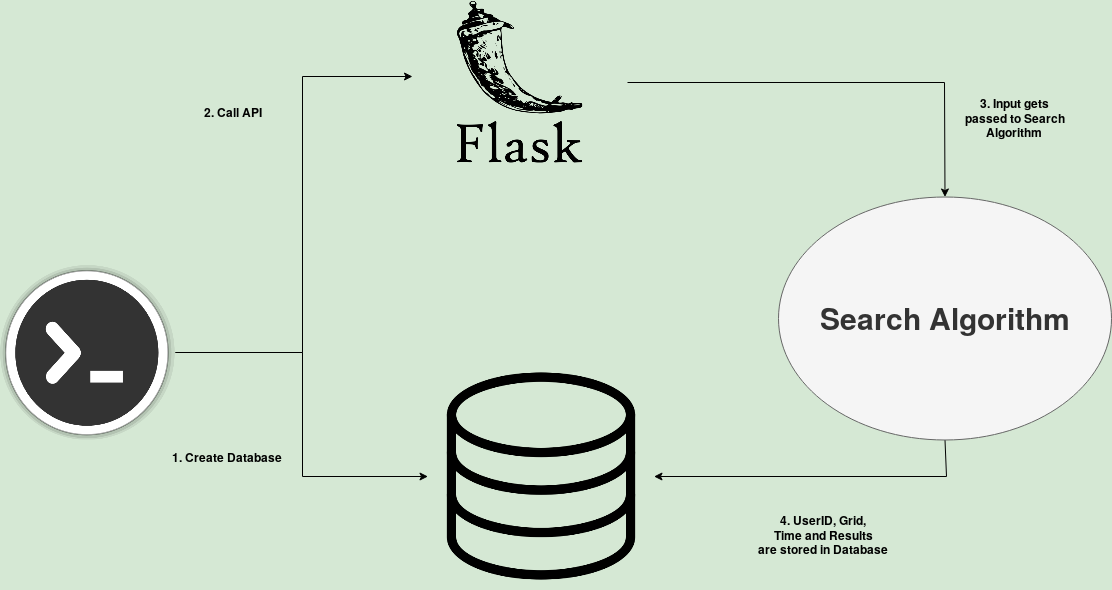 Flask
2. Call API
3. Input gets
passed to Search
Algorithm
Search Algorithm
1. Create Database
4. UserID, Grid,
Time and Results
are stored in Database